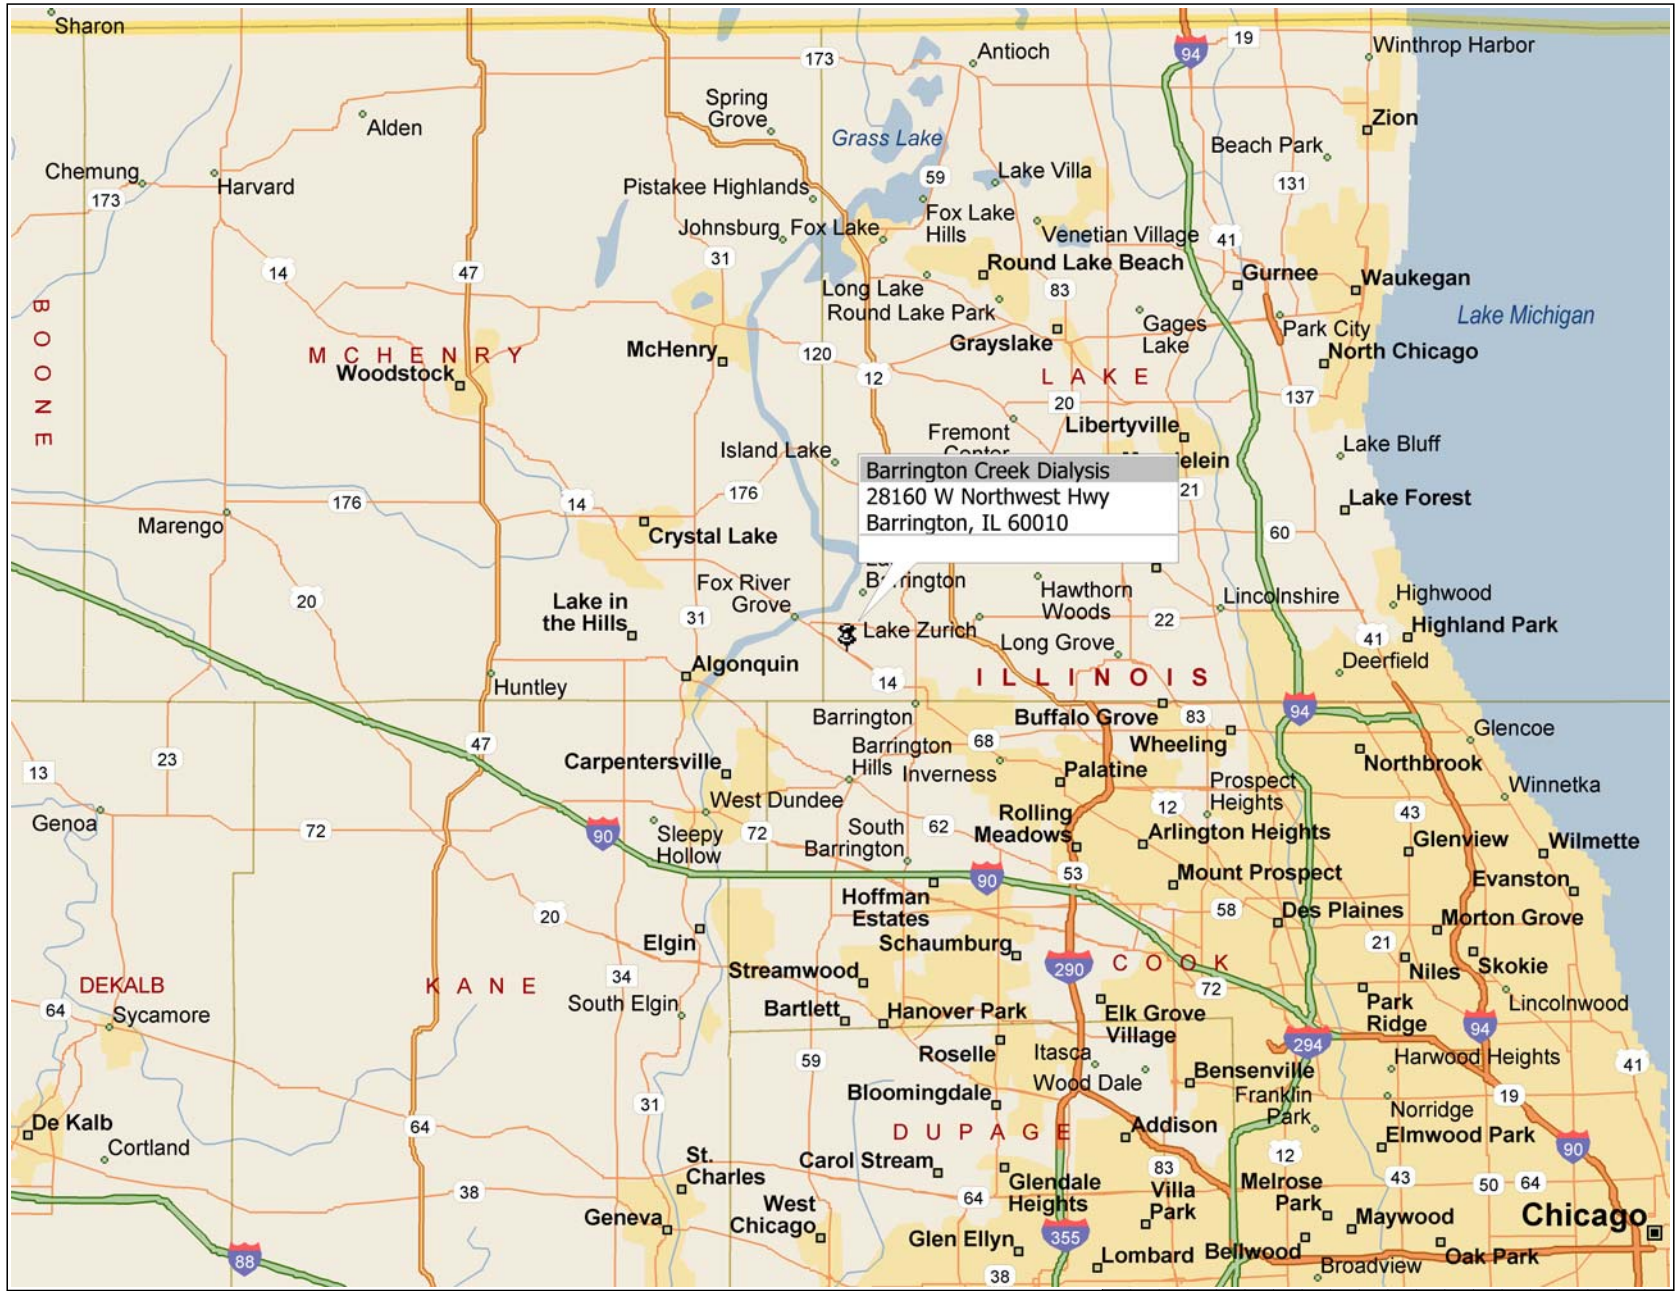 Sharon
19
Winthrop Harbor
94
Antioch
173
Spring
Grove
Zion
Alden
Grass Lake
Beach Park
Chemung
Harvard
173
Pistakee Highlands
59
Lake Villa
131
Johnsburg
Fox Lake
Fox Lake
Hills
Venetian Village
41
14
47
31
Round Lake Beach
Gurnee
Waukegan
Long Lake
83
Round Lake Park
Gages
Lake
Park City
Lake Michigan
BOONE
MCHENRY
Woodstock
McHenry
120
Grayslake
North Chicago
12
LAKE
20
137
Libertyville
Fremont
Island Lake
Lake Bluff
Barrington Creek Dialysis
28160 W Northwest Hwy
Barrington, IL 60010
21
176
14
176
Marengo
Crystal Lake
Lake Forest
60
Barrington
Fox River
Grove
Hawthorn
Woods
Lincolnshire
Highwood
20
Lake in
the Hills
31
Lake Zurich
22
41
Highland Park
Long Grove
Deerfield
Algonquin
14
ILLINOIS
Huntley
Barrington
Buffalo Grove
83
94
Glencoe
47
23
13
Carpentersville
Barrington
Hills
68
Inverness
Wheeling
Palatine
Northbrook
Prospect
Heights
Winnetka
Genoa
72
90
West Dundee
Sleepy
Hollow
72
South
Barrington
62
Rolling
Meadows
12
Arlington Heights
43
Glenview
Wilmette
90
53
Mount Prospect
Evanston
Hoffman
Estates
58
Des Plaines
Morton Grove
20
Elgin
Schaumburg
21
Niles
Skokie
DEKALB
KANE
34
Streamwood
290
COOK
72
64
Sycamore
South Elgin
Bartlett
Hanover Park
Elk Grove
Village
Park
Ridge
Lincolnwood
294
94
59
Roselle
Itasca
Wood Dale
Harwood Heights
41
Bensenville
Franklin
Park
Bloomingdale
31
19
Norridge
De Kalb
64
Cortland
DUPAGE
Addison
Elmwood Park
90
St.
Charles
Carol Stream
12
38
64
Glendale
Heights
83
Villa
Park
Melrose
Park
43
50
64
Geneva
West
Chicago
Maywood
Chicago
88
Glen Ellyn
355
Lombard
Bellwood
Oak Park
38
Broadview